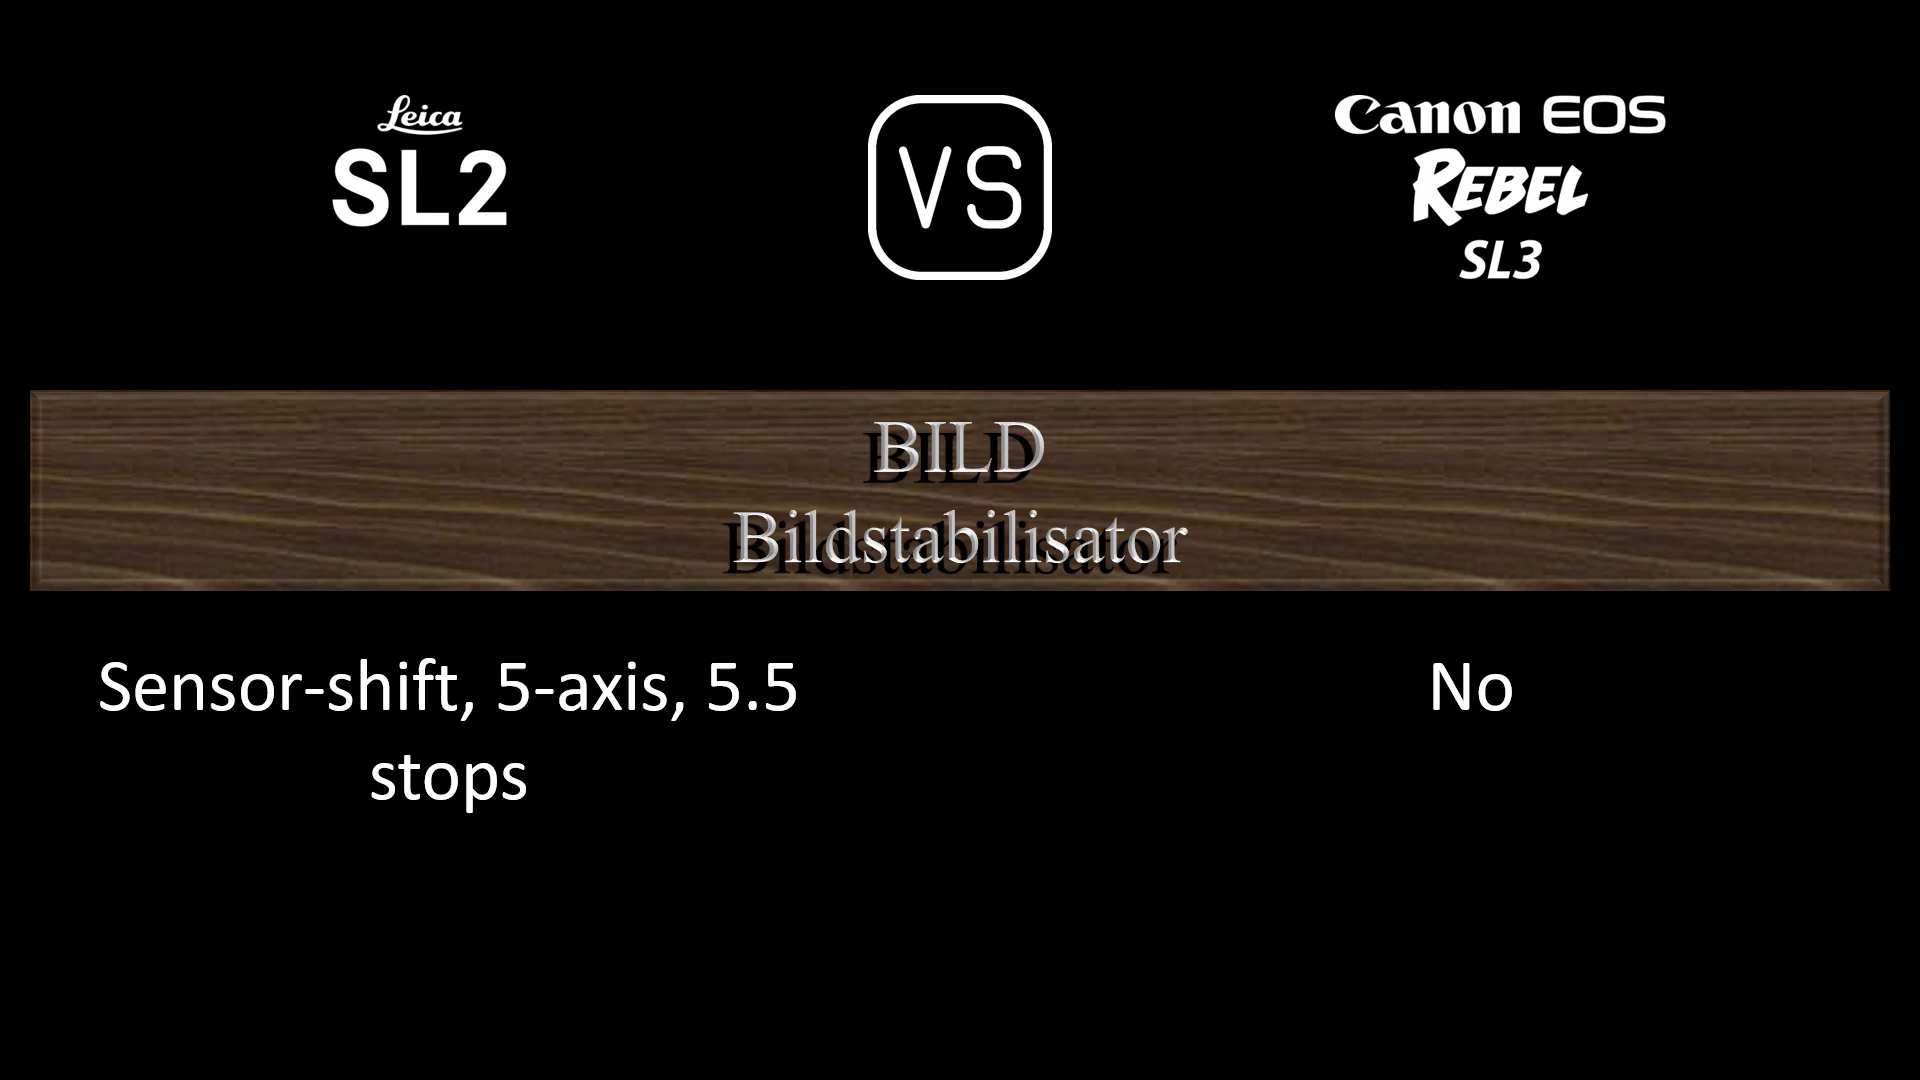 Leica
SL2
VS
Canon EOS
REBEL
SL3
BILD
Bildstabilisator
Sensor-shift, 5-axis, 5.5
stops
No